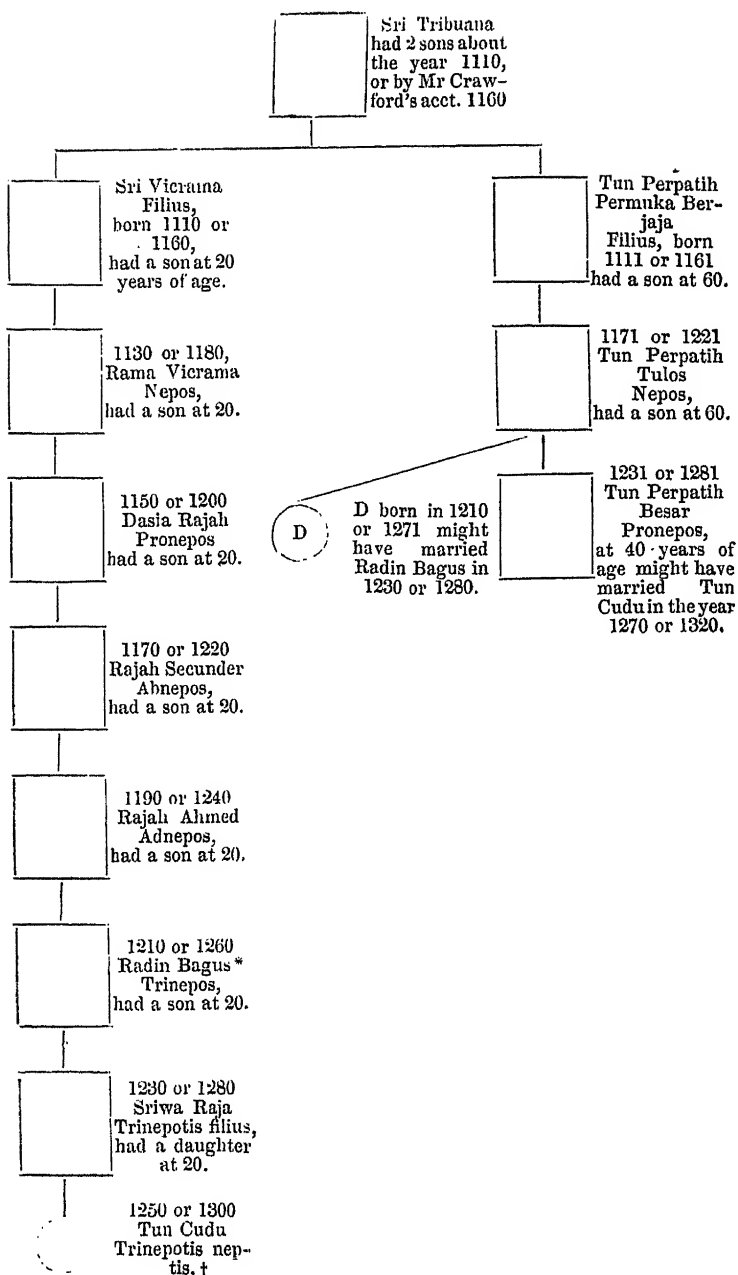 Sri Tribuana
had 2 sons about
the year 1110,
or by Mr Craw-
ford's acct. 1160
Sri Vicrama
Filius,
born 1110 or
1160,
had a son at 20
years of age.
Tun Perpatih
Permuka Ber-
jaja
Filius, born
1111 or 1161
had a son at 60.
1130 or 1180,
Rama Vicrama
Nepos,
had a son at 20.
1171 or 1221
Tun Perpatih
Tulos
Nepos,
had a son at 60.
1150 or 1200
Dasia Rajah
Pronepos
had a son at 20.
D
D born in 1210
or 1271 might
have married
Radin Bagus in
1230 or 1280.
1231 or 1281
Tun Perpatih
Besar
Pronepos,
at 40 years of
age might have
married Tun
Cudu in the year
1270 or 1320.
1170 or 1220
Rajah Secunder
Abnepos,
had a son at 20.
1190 or 1240
Rajah Ahmed
Adnepos,
had a son at 20.
1210 or 1260
Radin Bagus*
Trinepos,
had a son at 20.
1230 or 1280
Sriwa Raja
Trinepotis filius,
had a daughter
at 20.
1250 or 1300
Tun Cudu
Trinepotis nep-
tis, †